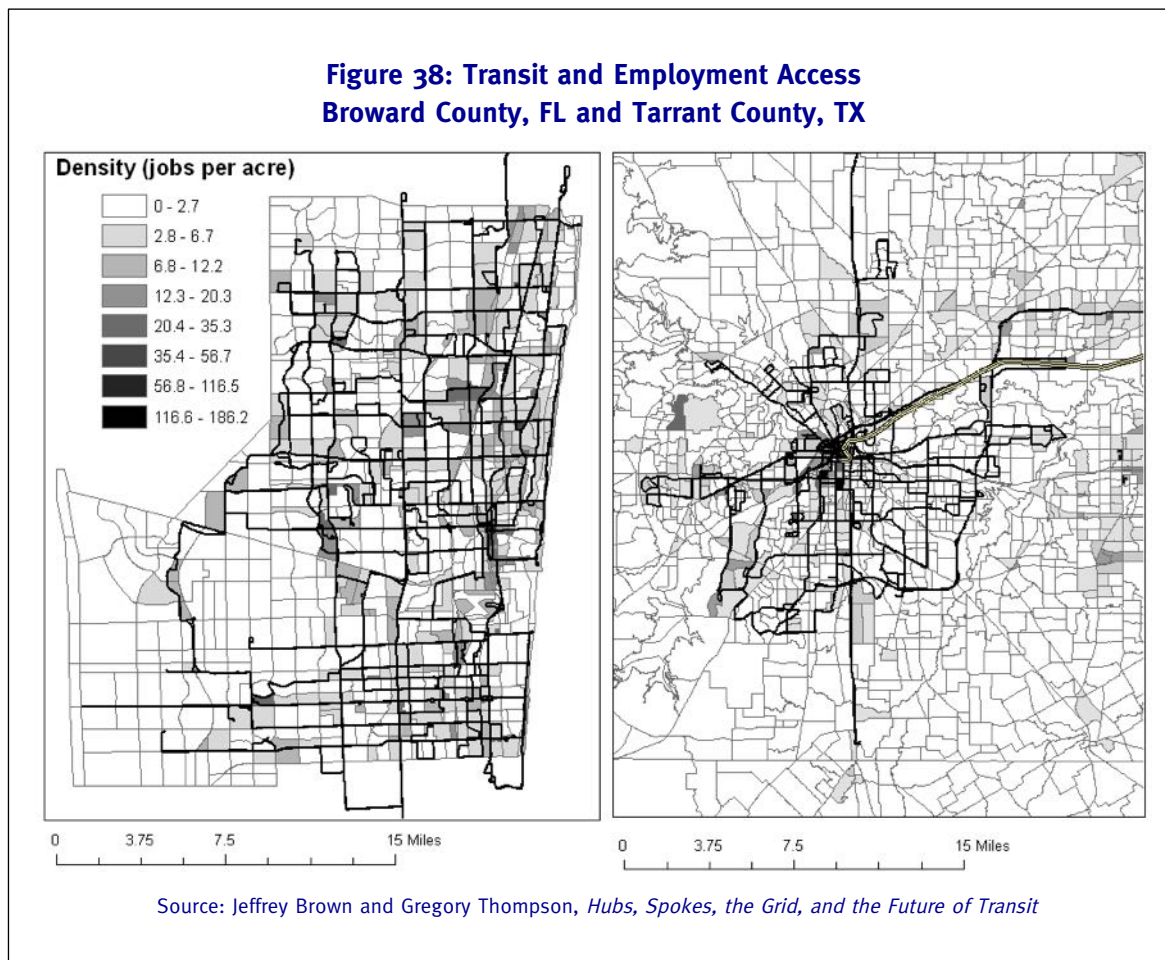 Figure 38: Transit and Employment Access
Broward County, FL and Tarrant County, TX
Density (jobs per acre)
0 - 2.7
2.8 - 6.7
6.8 - 12.2
12.3 - 20.3
20.4 - 35.3
35.4 - 56.7
56.8 - 116.5
116.6 - 186.2
0 3.75 7.5 15 Miles
0 3.75 7.5 15 Miles
Source: Jeffrey Brown and Gregory Thompson, Hubs, Spokes, the Grid, and the Future of Transit